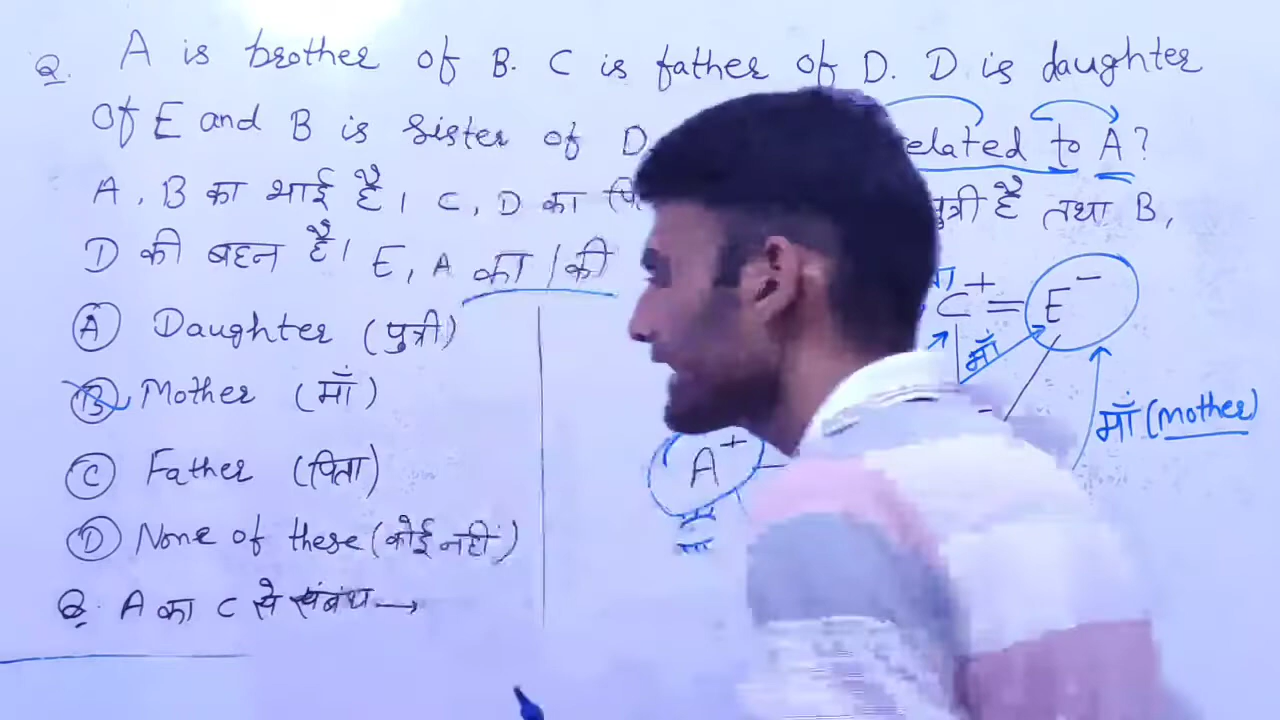 Q. A is brother of B. C is father of D. D is daughter
of E and B is sister of D related to A?
A, B का भाई है। C, D का पुत्री है तथा B,
D की बहन है। E, A का / की
A Daughter (पुत्री)
B Mother (माँ)
C Father (पिता)
D None of these (कोई नहीं)
Q. A का C से संबंध →
C + = E −
माँ
माँ (mother)
A +